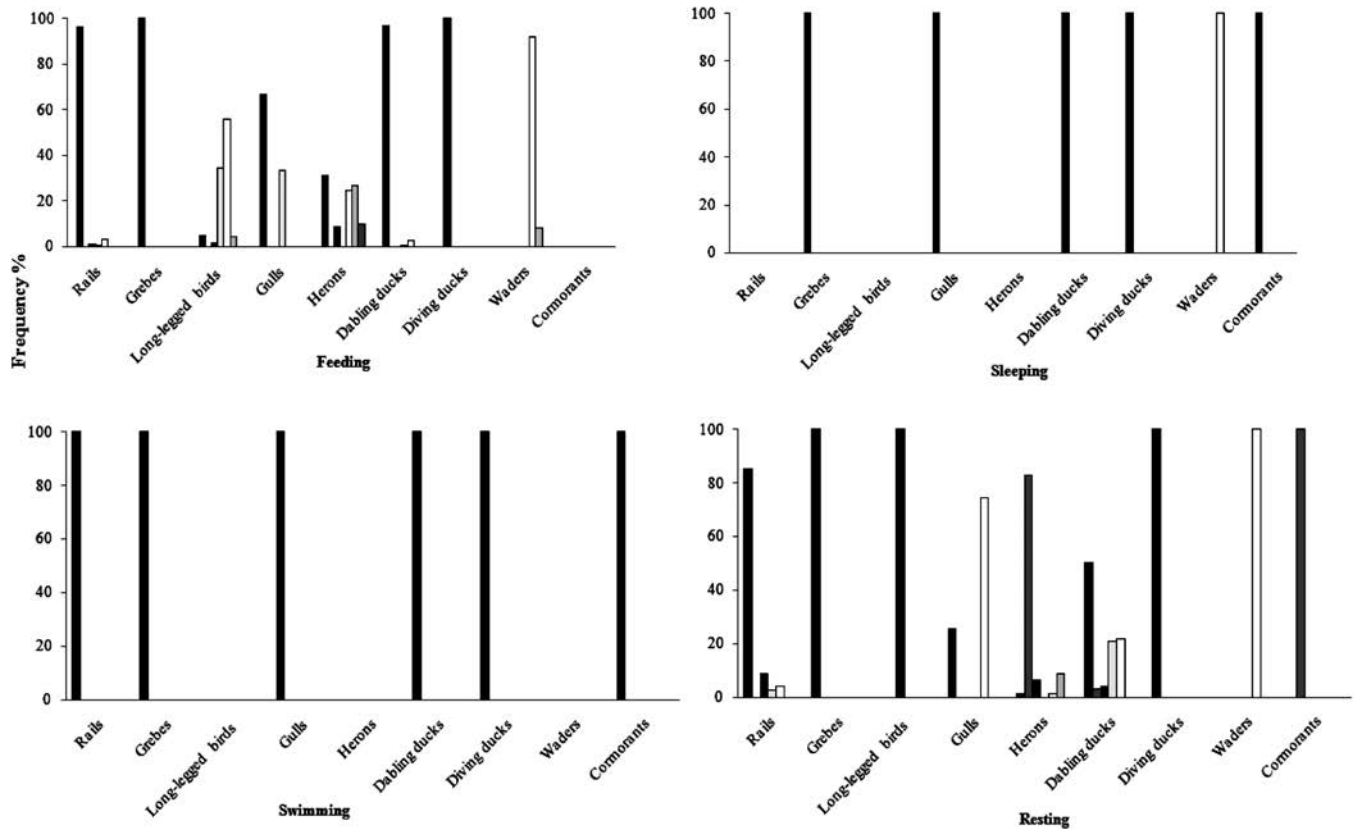 Frequency %
100
80
60
40
20
0
Rails
Grebes
Long-legged birds
Gulls
Herons
Dabling ducks
Diving ducks
Waders
Cormorants
Feeding
100
80
60
40
20
0
Rails
Grebes
Long-legged birds
Gulls
Herons
Dabling ducks
Diving ducks
Waders
Cormorants
Sleeping
100
80
60
40
20
0
Rails
Grebes
Long-legged birds
Gulls
Herons
Dabling ducks
Diving ducks
Waders
Cormorants
Swimming
100
80
60
40
20
0
Rails
Grebes
Long-legged birds
Gulls
Herons
Dabling ducks
Diving ducks
Waders
Cormorants
Resting